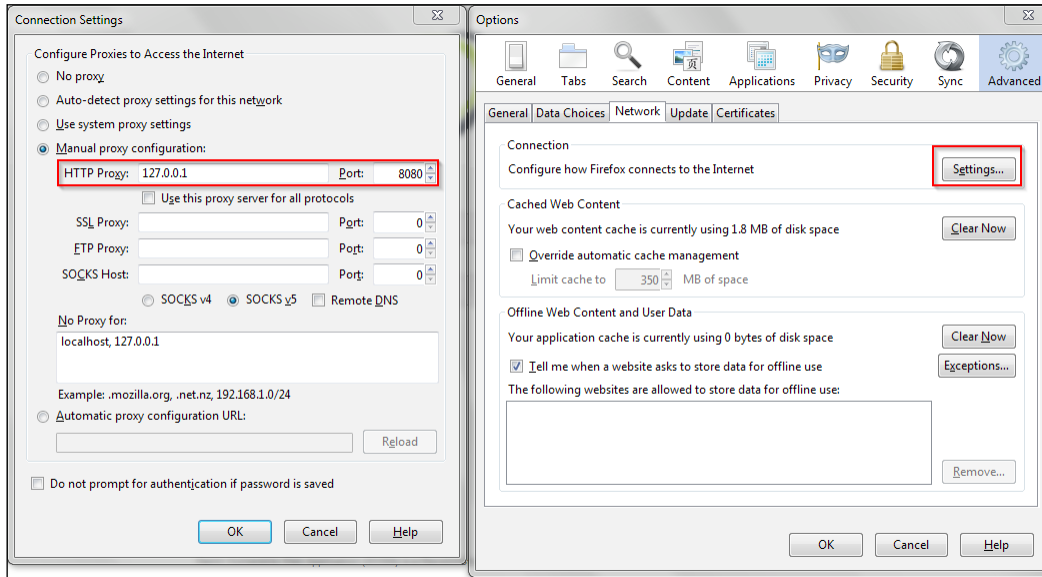 Connection Settings
Configure Proxies to Access the Internet
No proxy
Auto-detect proxy settings for this network
Use system proxy settings
Manual proxy configuration:
HTTP Proxy: 127.0.0.1 Port: 8080
Use this proxy server for all protocols
SSL Proxy: Port: 0
FTP Proxy: Port: 0
SOCKS Host: Port: 0
SOCKS v4 SOCKS v5 Remote DNS
No Proxy for:
localhost, 127.0.0.1
Example: .mozilla.org, .net.nz, 192.168.1.0/24
Automatic proxy configuration URL:
Reload
Do not prompt for authentication if password is saved
OK Cancel Help
Options
General Tabs Search Content Applications Privacy Security Sync Advanced
页
General Data Choices Network Update Certificates
Connection
Configure how Firefox connects to the Internet Settings...
Cached Web Content
Your web content cache is currently using 1.8 MB of disk space Clear Now
Override automatic cache management
Limit cache to 350 MB of space
Offline Web Content and User Data
Your application cache is currently using 0 bytes of disk space Clear Now
Tell me when a website asks to store data for offline use Exceptions...
The following websites are allowed to store data for offline use:
Remove...
OK Cancel Help